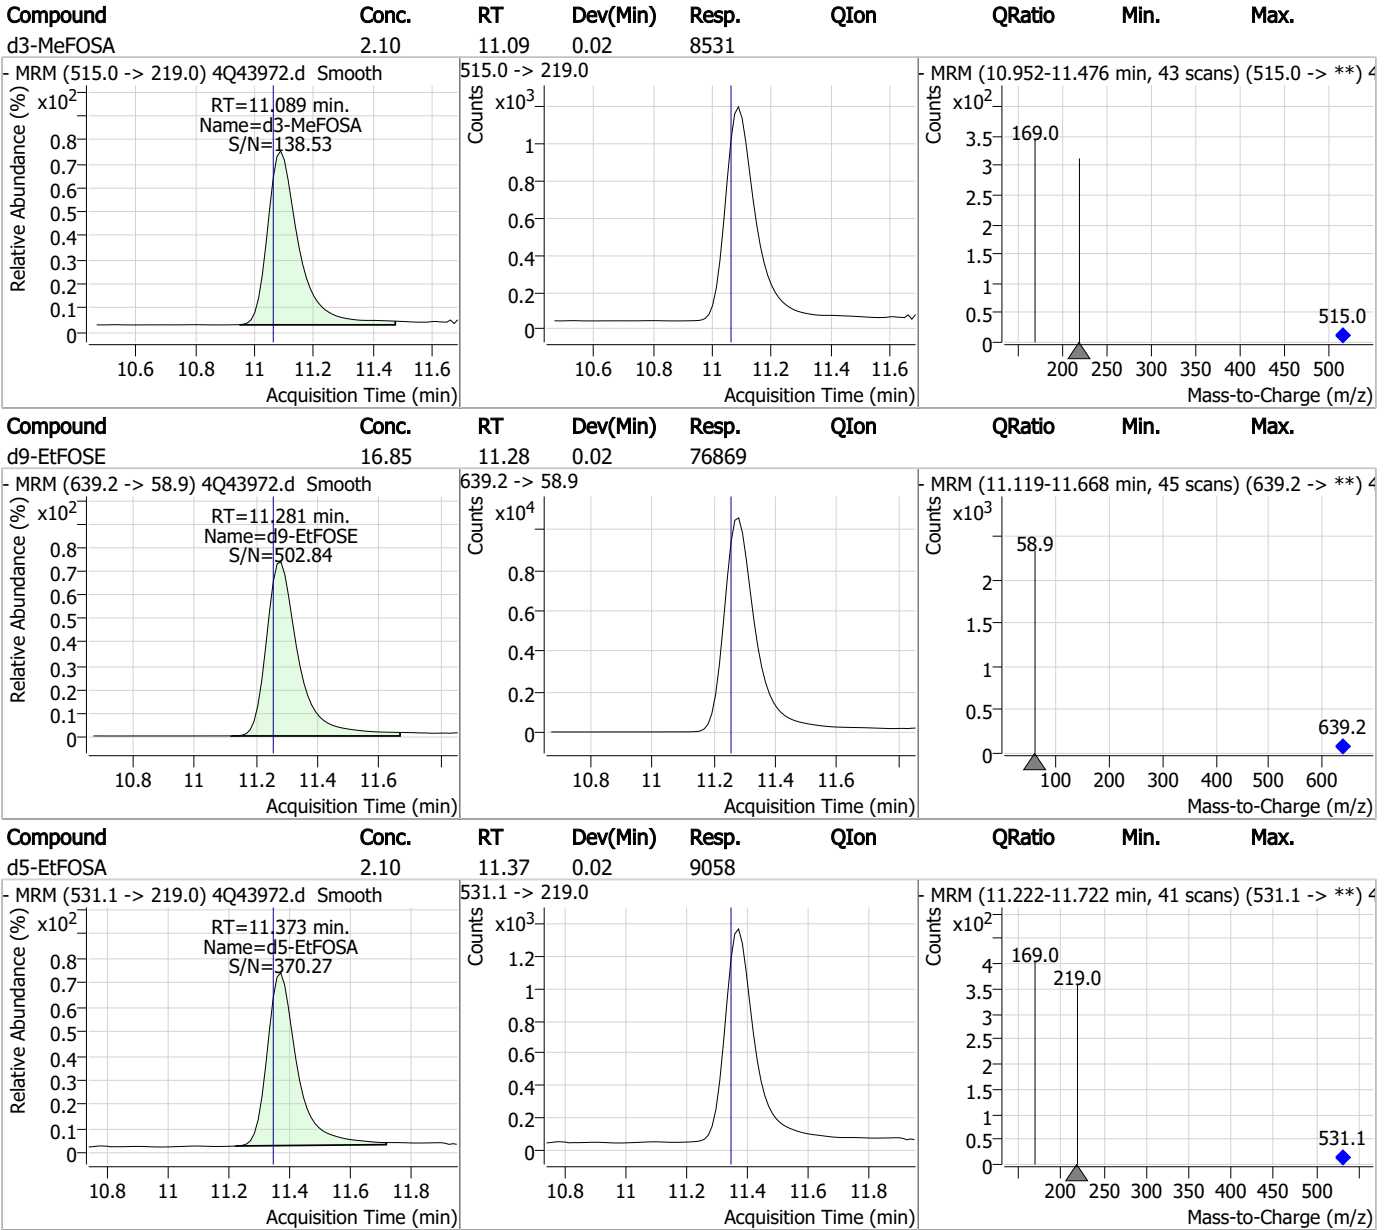 Compound Conc. RT Dev(Min) Resp. QIon QRatio Min. Max.
d3-MeFOSA 2.10 11.09 0.02 8531
- MRM (515.0 -> 219.0) 4Q43972.d Smooth
Relative Abundance (%)
x10²
RT=11.089 min.
Name=d3-MeFOSA
S/N=138.53
0.8
0.7
0.6
0.5
0.4
0.3
0.2
0.1
0
10.6 10.8 11 11.2 11.4 11.6
Acquisition Time (min)
515.0 -> 219.0
Counts
x10³
1
0.8
0.6
0.4
0.2
0
10.6 10.8 11 11.2 11.4 11.6
Acquisition Time (min)
- MRM (10.952-11.476 min, 43 scans) (515.0 -> **) 4
Counts
x10²
169.0
3.5
3
2.5
2
1.5
1
0.5
0
515.0
200 250 300 350 400 450 500
Mass-to-Charge (m/z)
Compound Conc. RT Dev(Min) Resp. QIon QRatio Min. Max.
d9-EtFOSE 16.85 11.28 0.02 76869
- MRM (639.2 -> 58.9) 4Q43972.d Smooth
Relative Abundance (%)
x10²
RT=11.281 min.
Name=d9-EtFOSE
S/N=502.84
0.8
0.7
0.6
0.5
0.4
0.3
0.2
0.1
0
10.8 11 11.2 11.4 11.6
Acquisition Time (min)
639.2 -> 58.9
Counts
x10⁴
0.8
0.6
0.4
0.2
0
10.8 11 11.2 11.4 11.6
Acquisition Time (min)
- MRM (11.119-11.668 min, 45 scans) (639.2 -> **) 4
Counts
x10³
58.9
2
1.5
1
0.5
0
639.2
100 200 300 400 500 600
Mass-to-Charge (m/z)
Compound Conc. RT Dev(Min) Resp. QIon QRatio Min. Max.
d5-EtFOSA 2.10 11.37 0.02 9058
- MRM (531.1 -> 219.0) 4Q43972.d Smooth
Relative Abundance (%)
x10²
RT=11.373 min.
Name=d5-EtFOSA
S/N=370.27
0.8
0.7
0.6
0.5
0.4
0.3
0.2
0.1
0
10.8 11 11.2 11.4 11.6 11.8
Acquisition Time (min)
531.1 -> 219.0
Counts
x10³
1.2
1
0.8
0.6
0.4
0.2
0
10.8 11 11.2 11.4 11.6 11.8
Acquisition Time (min)
- MRM (11.222-11.722 min, 41 scans) (531.1 -> **) 4
Counts
x10²
169.0
219.0
4
3.5
3
2.5
2
1.5
1
0.5
0
531.1
200 250 300 350 400 450 500
Mass-to-Charge (m/z)